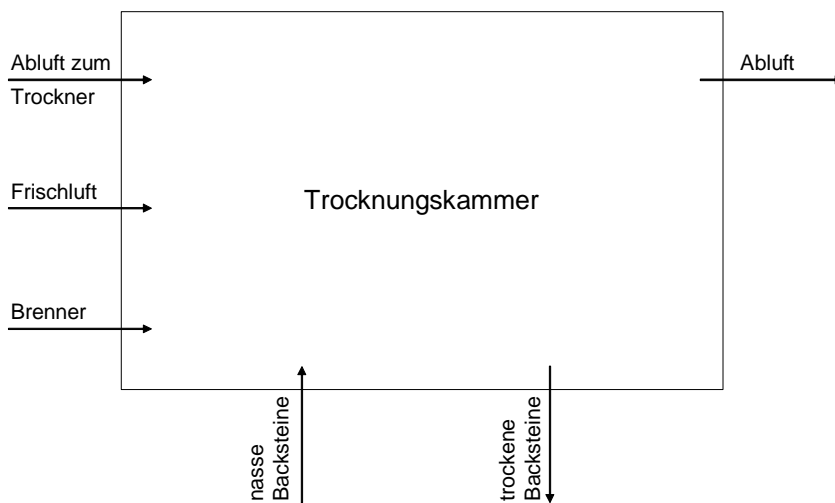 Abluft zum
Trockner
Abluft
Frischluft
Trocknungskammer
Brenner
nasse
Backsteine
trockene
Backsteine